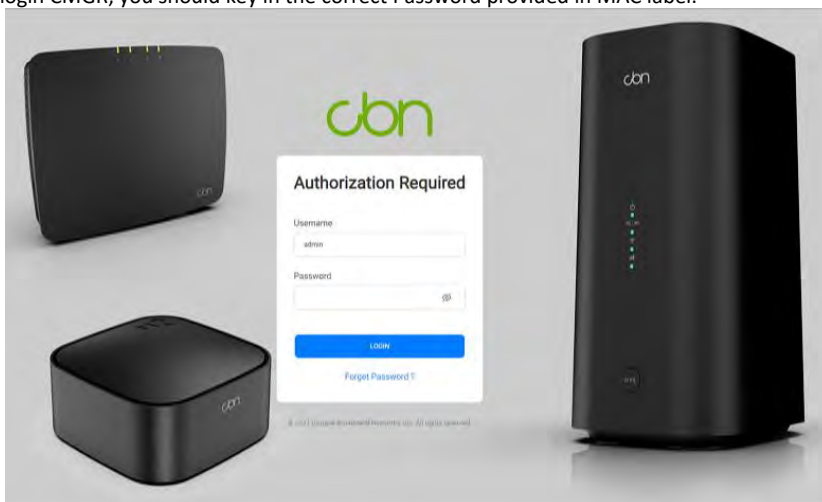 login CMGR, you should key in the correct Password provided in MAC label.
cbn
cbn
cbn
Authorization Required
Username
admin
Password
LOGIN
Forget Password ?
cbn